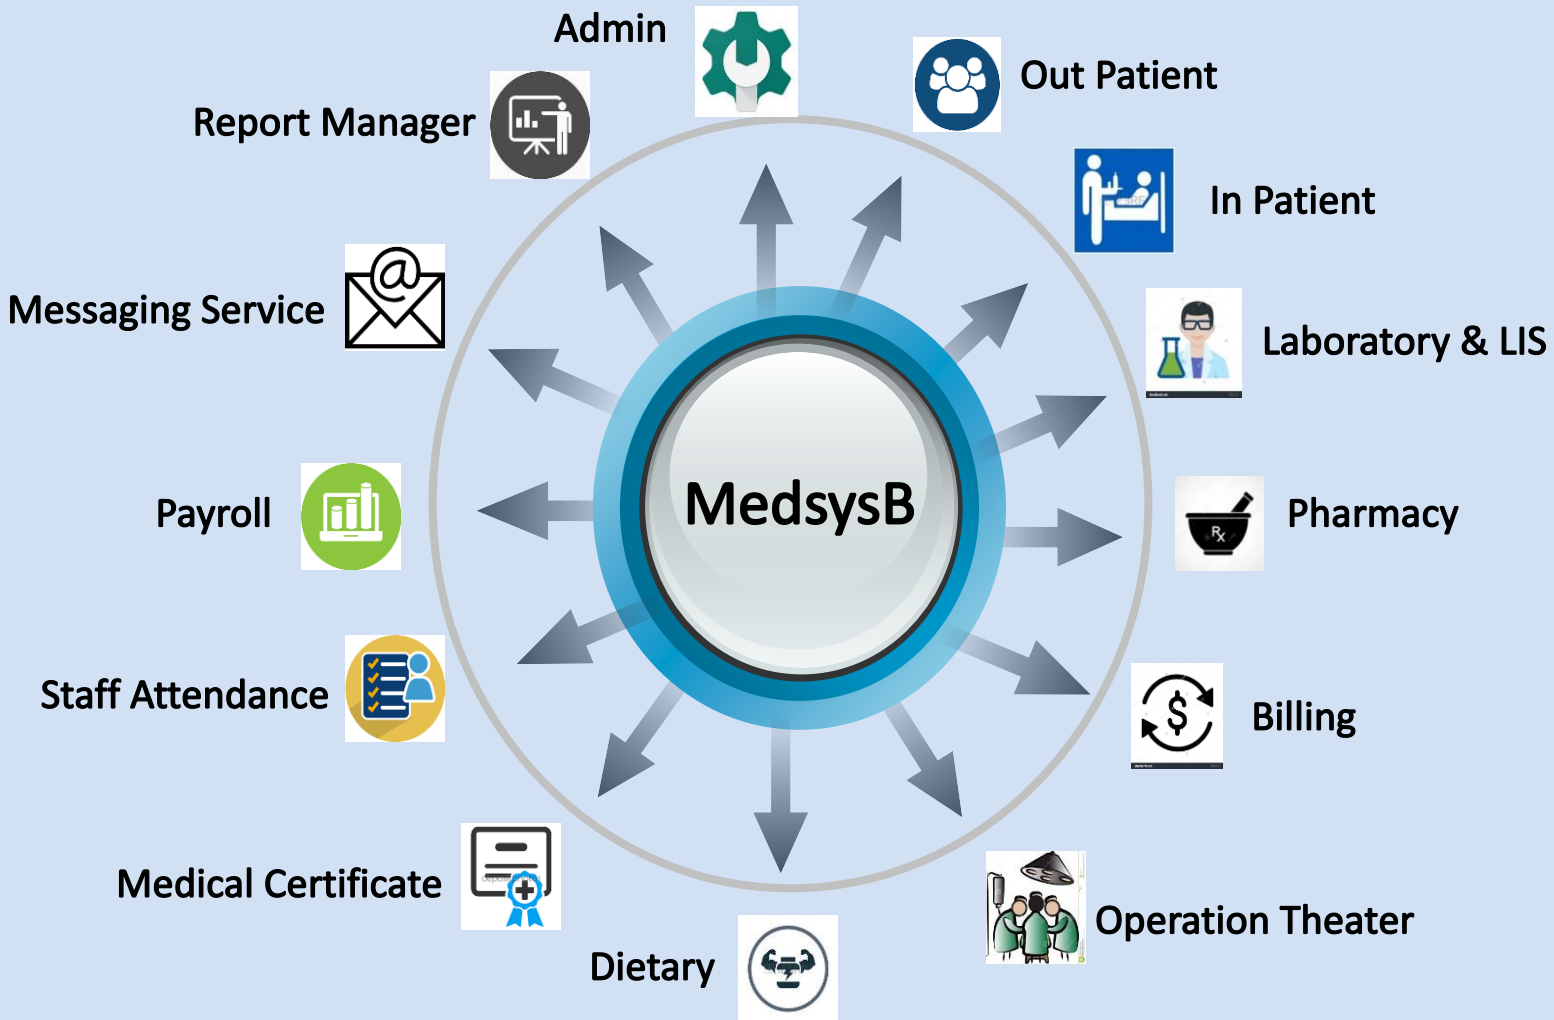 Admin
Out Patient
Report Manager
In Patient
Messaging Service
Laboratory & LIS
MedsysB
Payroll
Pharmacy
Rx
Staff Attendance
Billing
$
Medical Certificate
Operation Theater
Dietary